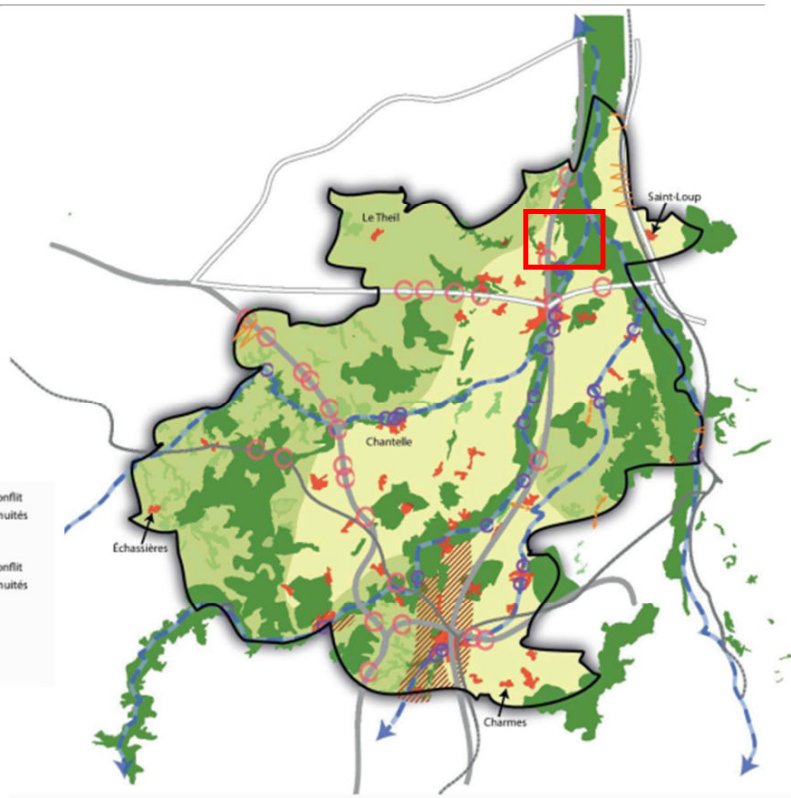 Saint-Loup
Le Theil
Chantelle
onflit
nuités
Échassières
onflit
nuités
Charmes